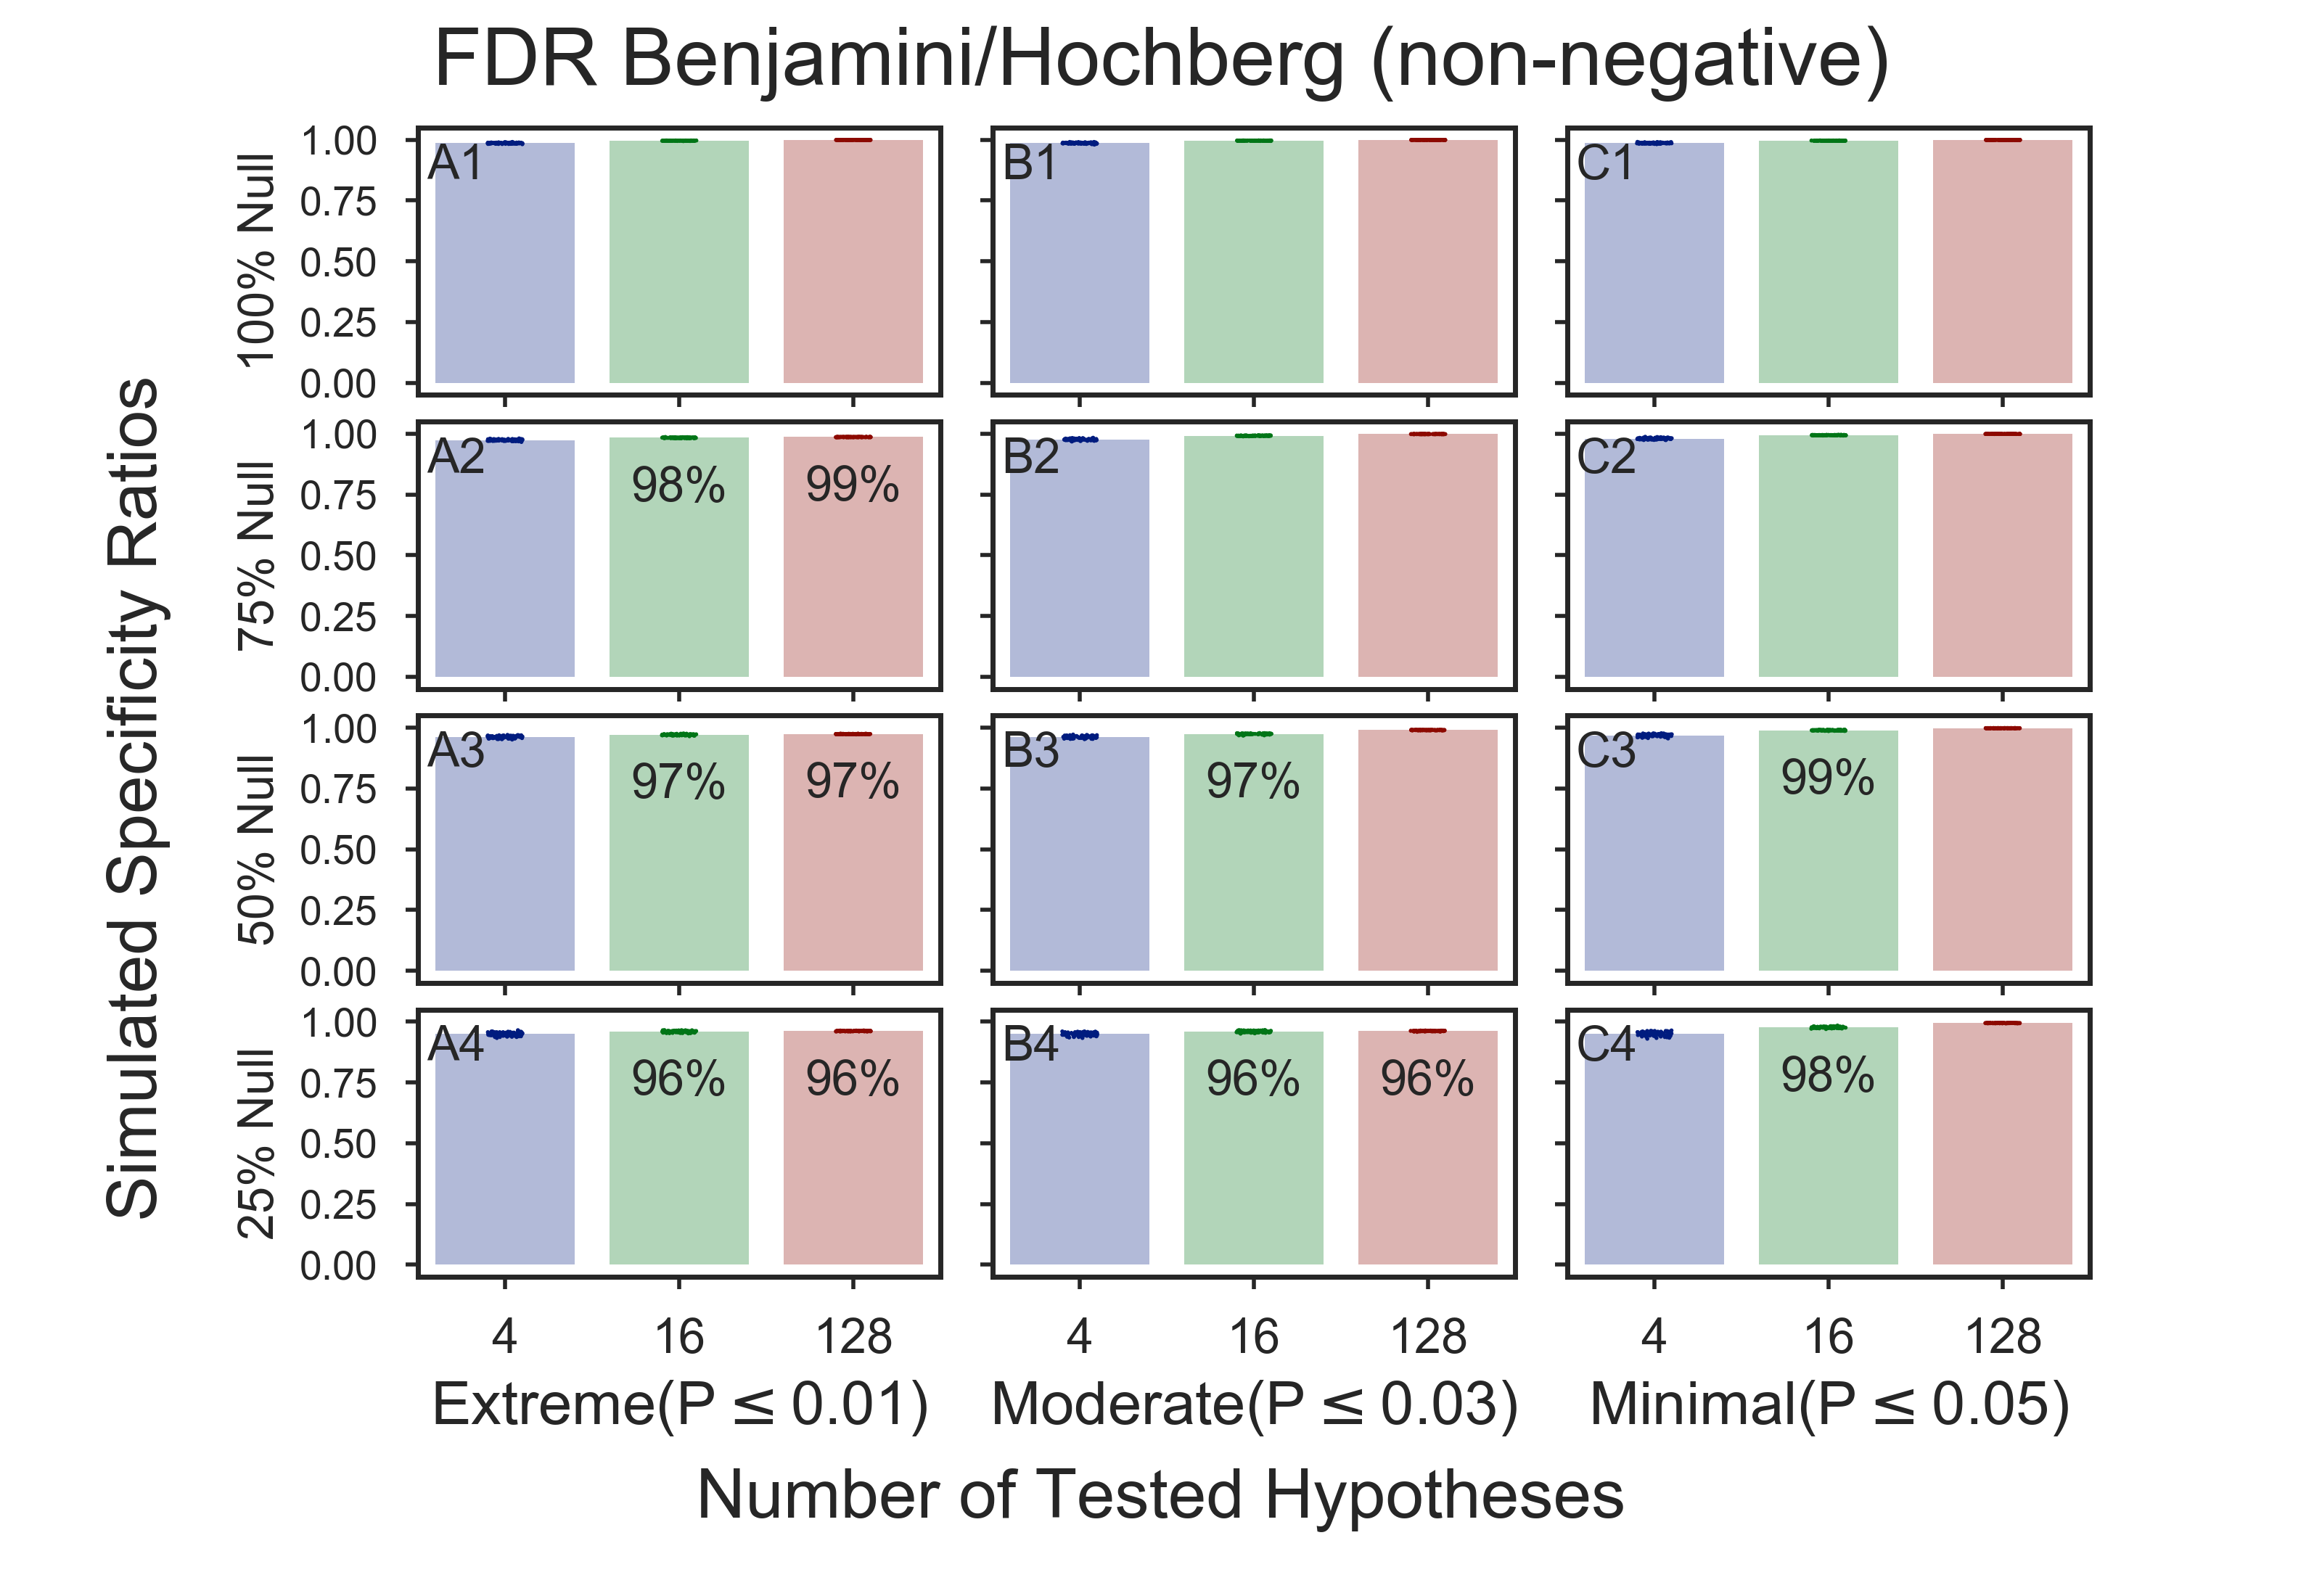 FDR Benjamini/Hochberg (non-negative)
Simulated Specificity Ratios
100% Null
1.00
0.75
0.50
0.25
0.00
A1
B1
C1
75% Null
1.00
0.75
0.50
0.25
0.00
A2
98%
99%
B2
C2
50% Null
1.00
0.75
0.50
0.25
0.00
A3
97%
97%
B3
97%
C3
99%
25% Null
1.00
0.75
0.50
0.25
0.00
A4
96%
96%
B4
96%
96%
C4
98%
4 16 128
4 16 128
4 16 128
Extreme(P ≤ 0.01)
Moderate(P ≤ 0.03)
Minimal(P ≤ 0.05)
Number of Tested Hypotheses